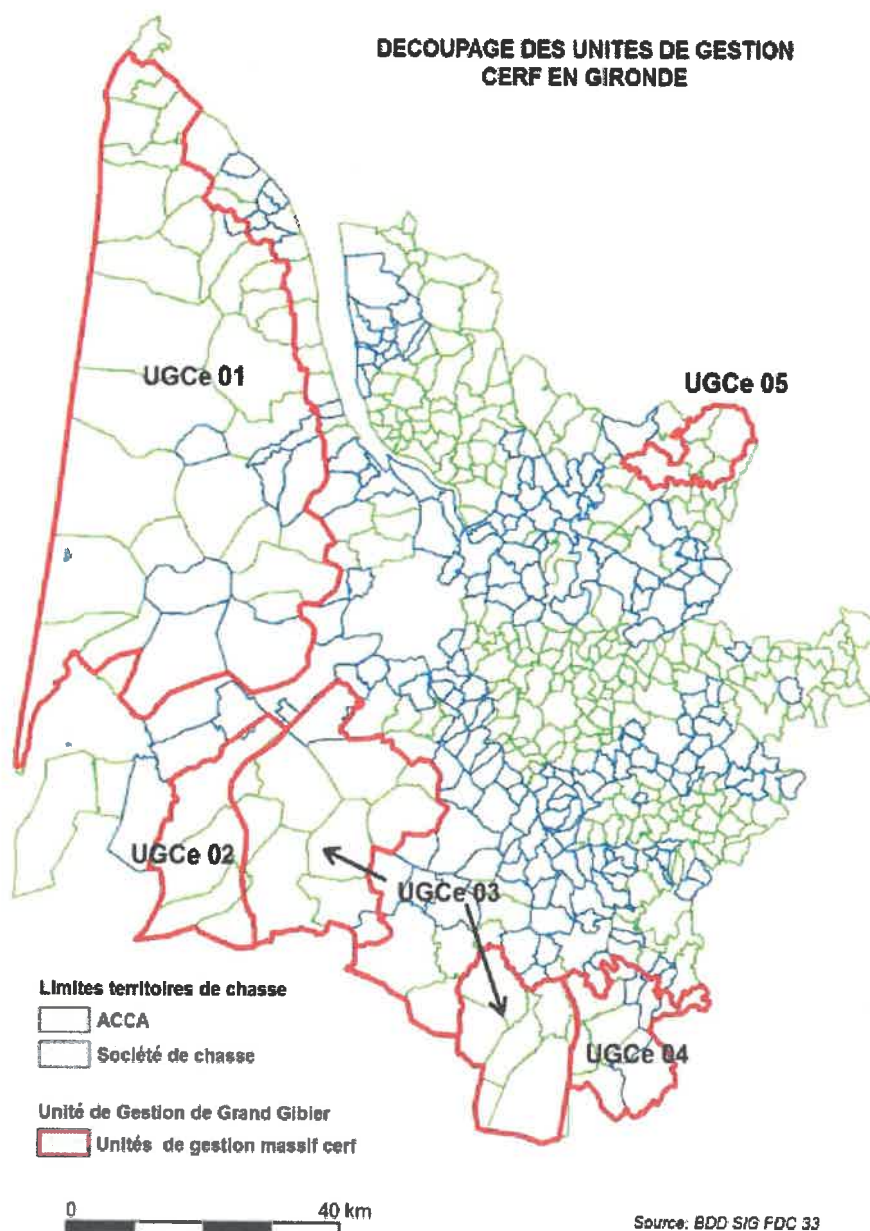 DECOUPAGE DES UNITES DE GESTION
CERF EN GIRONDE
UGCe 01
UGCe 05
UGCe 02
UGCe 03
UGCe 04
Limites territoires de chasse
ACCA
Société de chasse
Unité de Gestion de Grand Gibier
Unités de gestion massif cerf
0 40 km
Source: BDD SIG FDC 33